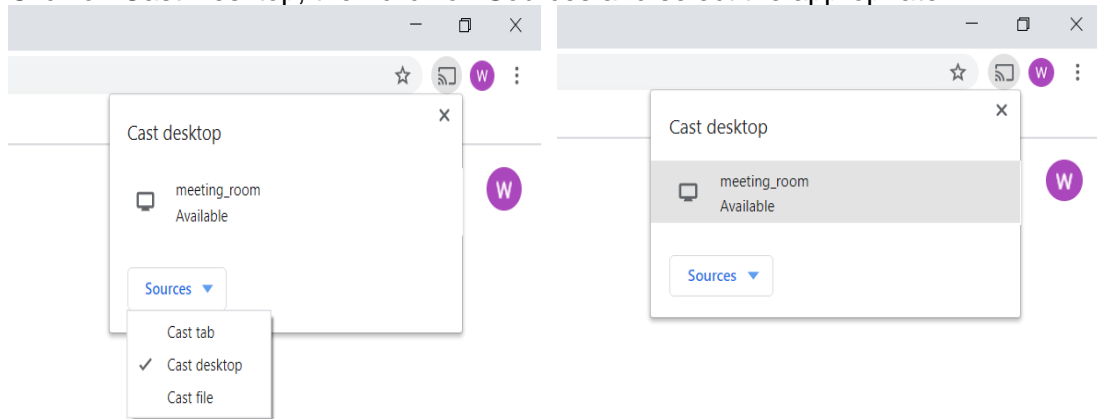 W
Cast desktop
meeting_room
Available
Sources
Cast tab
Cast desktop
Cast file
W
W
Cast desktop
meeting_room
Available
Sources
W